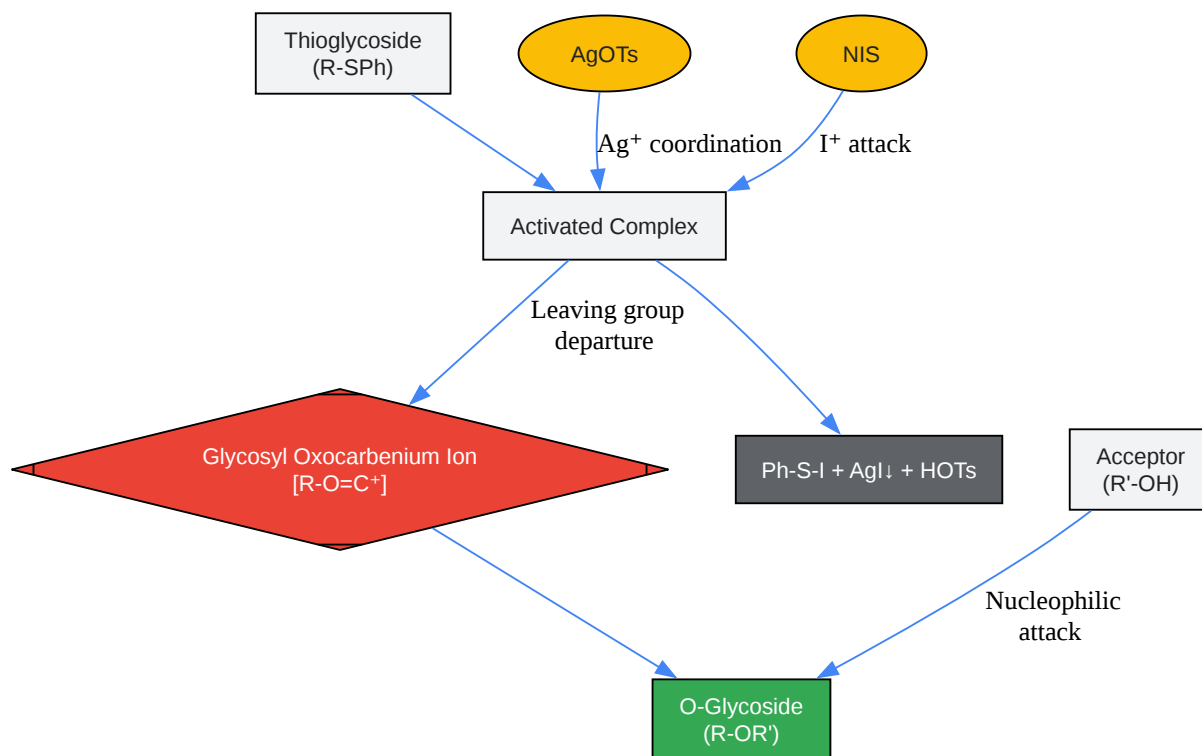 Thioglycoside
(R-SPh)
AgOTs
NIS
Ag⁺ coordination
I⁺ attack
Activated Complex
Leaving group
departure
Glycosyl Oxocarbenium Ion
[R-O=C⁺]
Ph-S-I + AgI↓ + HOTs
Acceptor
(R'-OH)
Nucleophilic
attack
O-Glycoside
(R-OR')